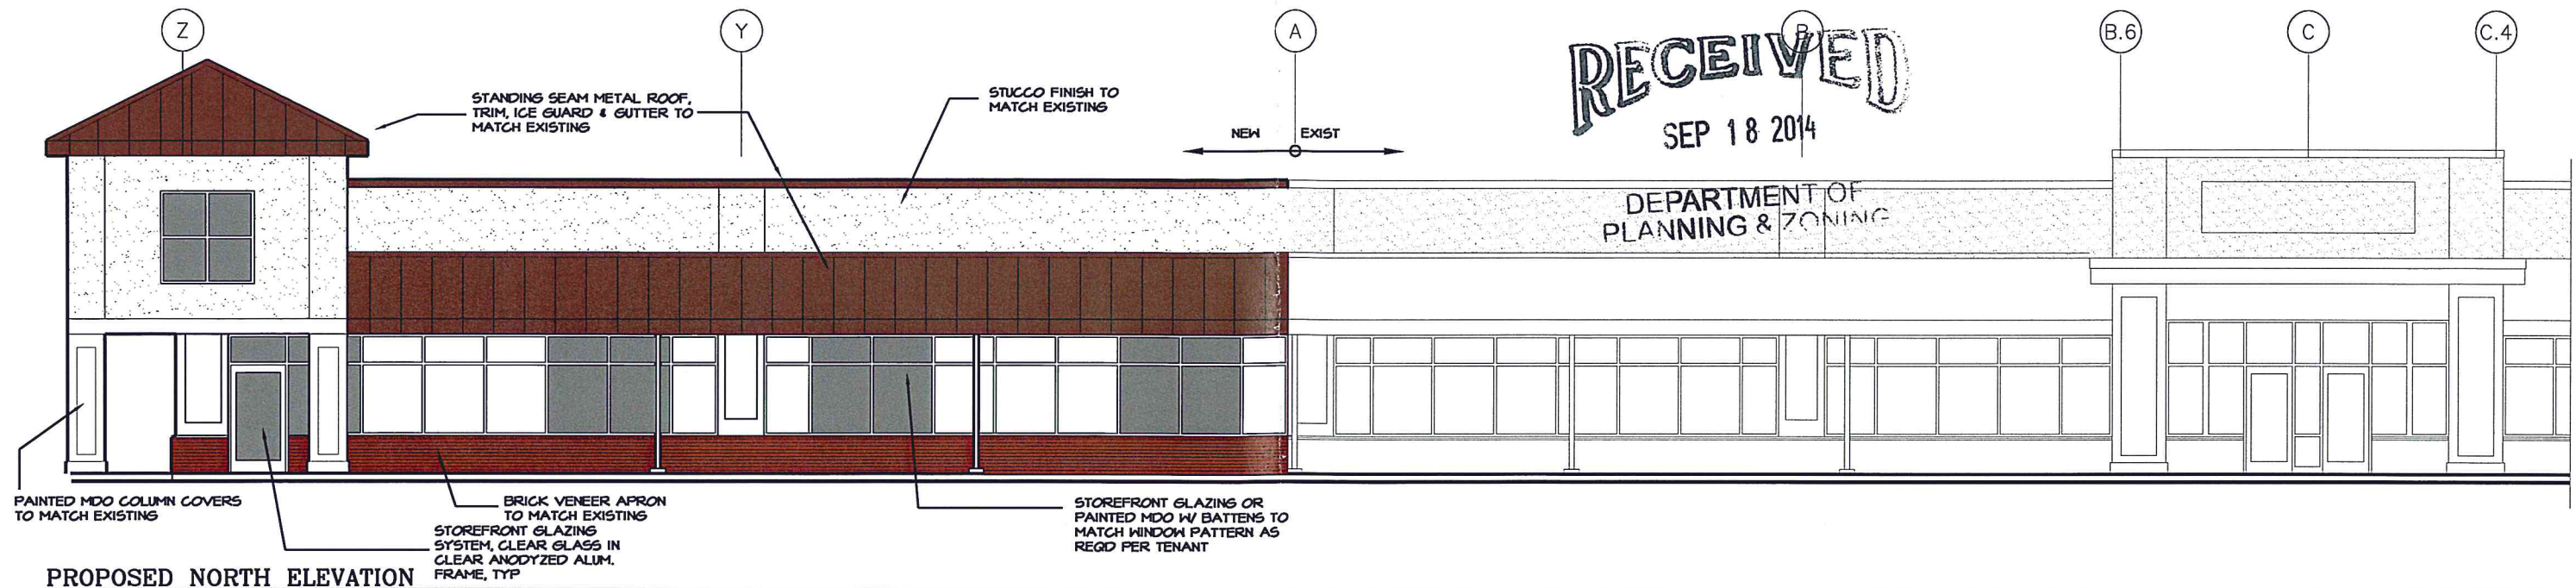 Z
Y
A
B
B.6
C
C.4
RECEIVED
SEP 18 2014
DEPARTMENT OF
PLANNING & ZONING
STANDING SEAM METAL ROOF,
TRIM, ICE GUARD & GUTTER TO
MATCH EXISTING
STUCCO FINISH TO
MATCH EXISTING
NEW
EXIST
PAINTED MDO COLUMN COVERS
TO MATCH EXISTING
BRICK VENEER APRON
TO MATCH EXISTING
STOREFRONT GLAZING
SYSTEM, CLEAR GLASS IN
CLEAR ANODYZED ALUM.
FRAME, TYP
STOREFRONT GLAZING OR
PAINTED MDO W/ BATTENS TO
MATCH WINDOW PATTERN AS
REQD PER TENANT
PROPOSED NORTH ELEVATION